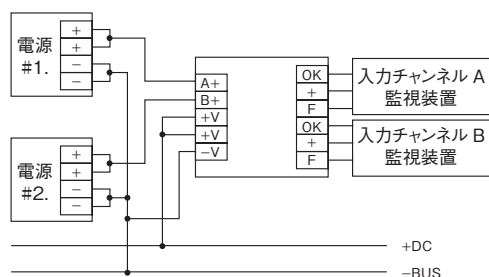 電源
#1.
+
+
−
−
電源
#2.
+
+
−
−
A+
B+
+V
+V
−V
OK
+
F
OK
+
F
入力チャンネル A
監視装置
入力チャンネル B
監視装置
+DC
−BUS